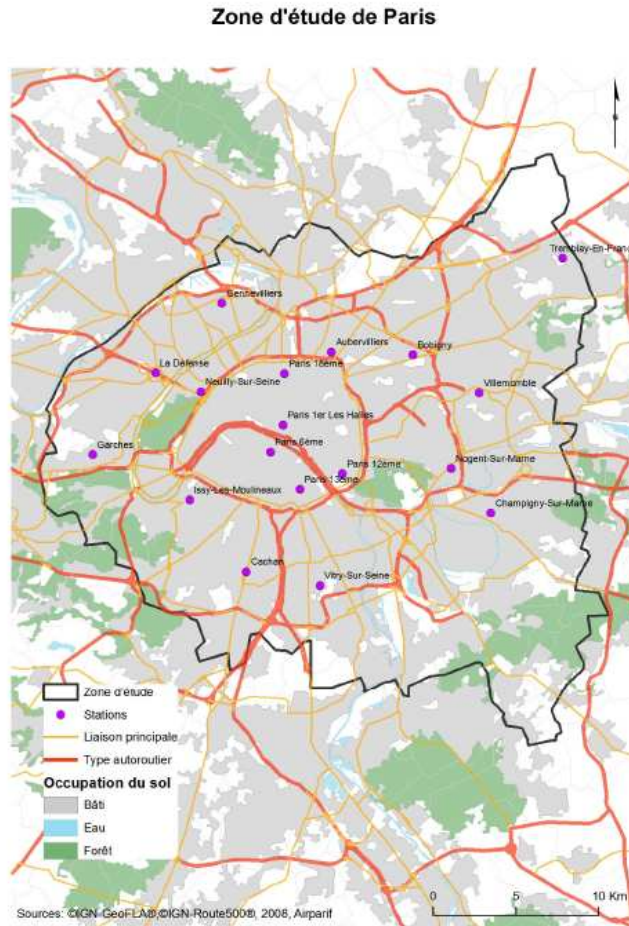 Zone d'étude de Paris
Tremblay-En-Franc
Gennevilliers
Aubervilliers
Bobigny
La Défense
Paris 18ème
Neuilly-Sur-Seine
Villemomble
Paris 1er Les Halles
Garches
Paris 6ème
Nogent-Sur-Marne
Paris 12ème
Paris 13ème
Issy-Les-Moulineaux
Champigny-Sur-Marne
Cachan
Vitry-Sur-Seine
Zone d'étude
Stations
Liaison principale
Type autoroutier
Occupation du sol
Bâti
Eau
Forêt
0 5 10 Km
Sources: ©IGN-GeoFLA®,©IGN-Route500®, 2008, Airparif